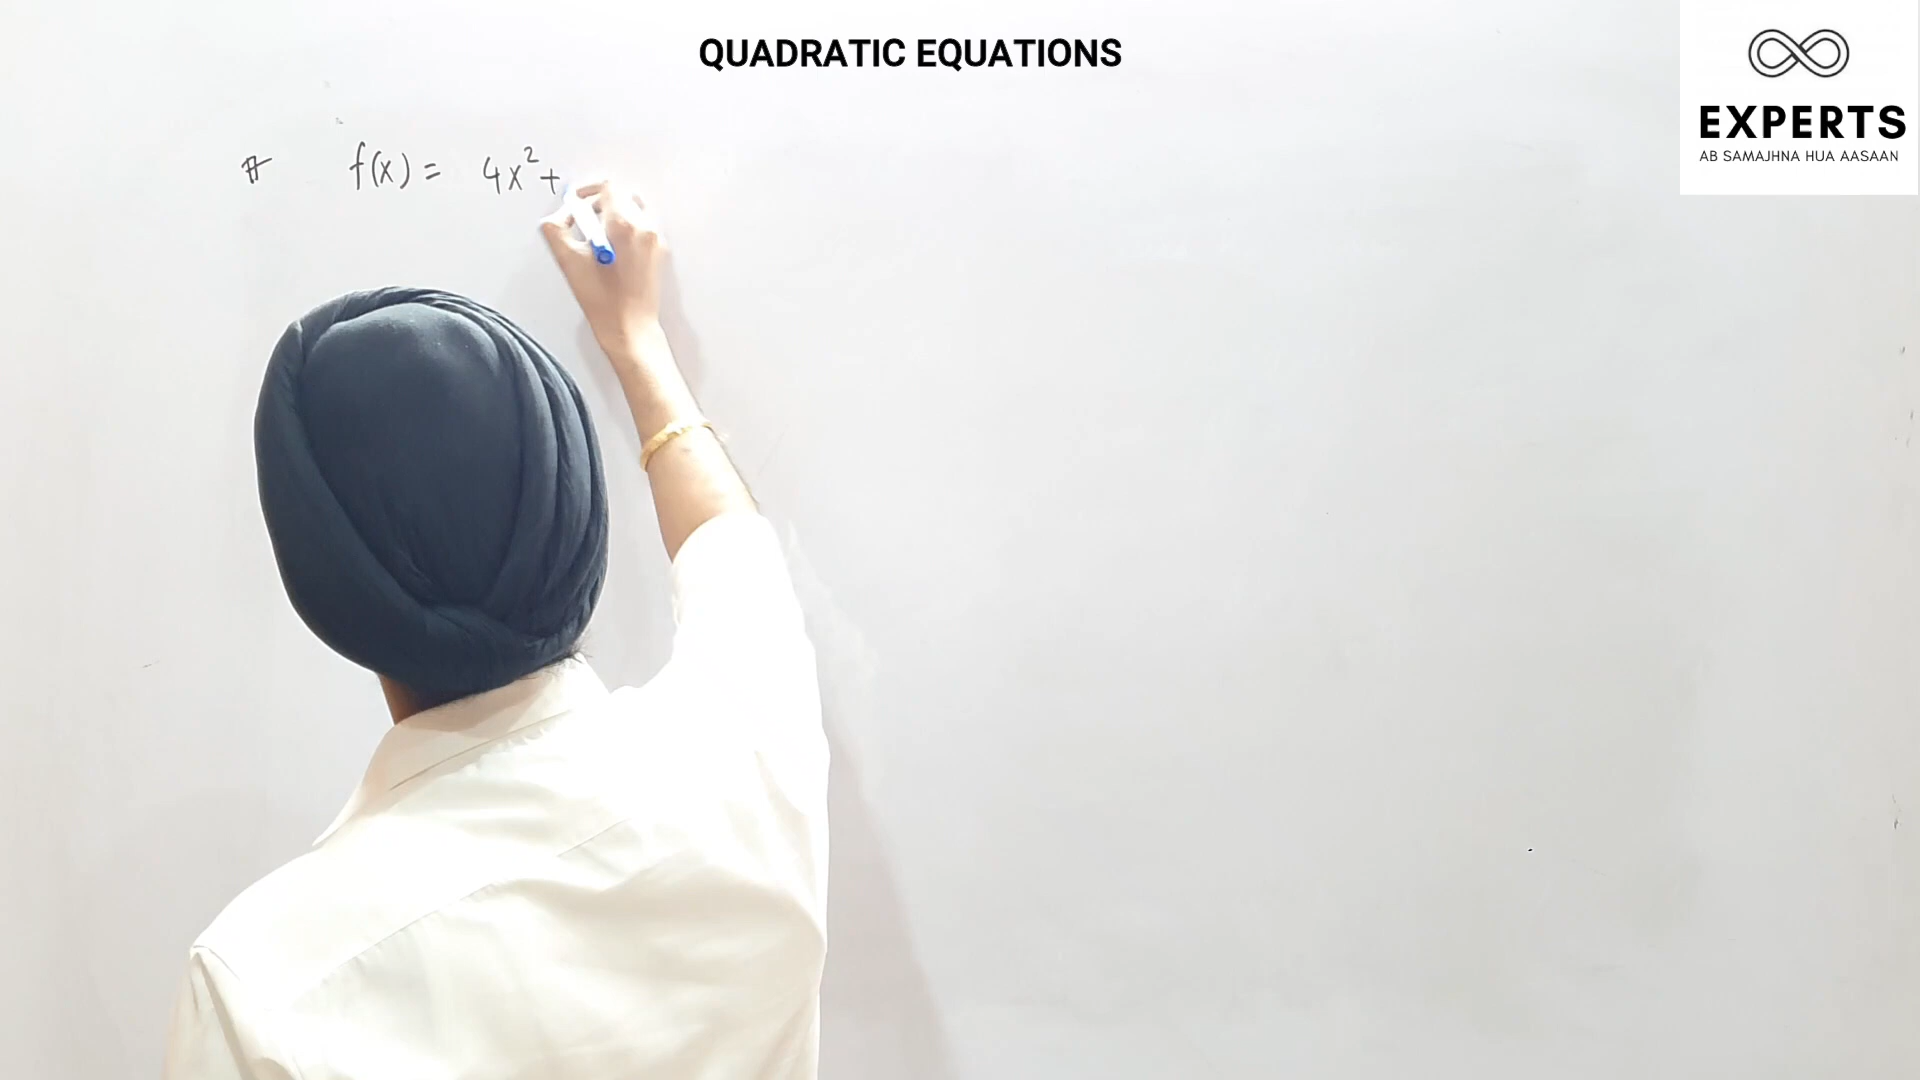 QUADRATIC EQUATIONS
EXPERTS
AB SAMAJHNA HUA AASAAN
# f(x) = 4x²+